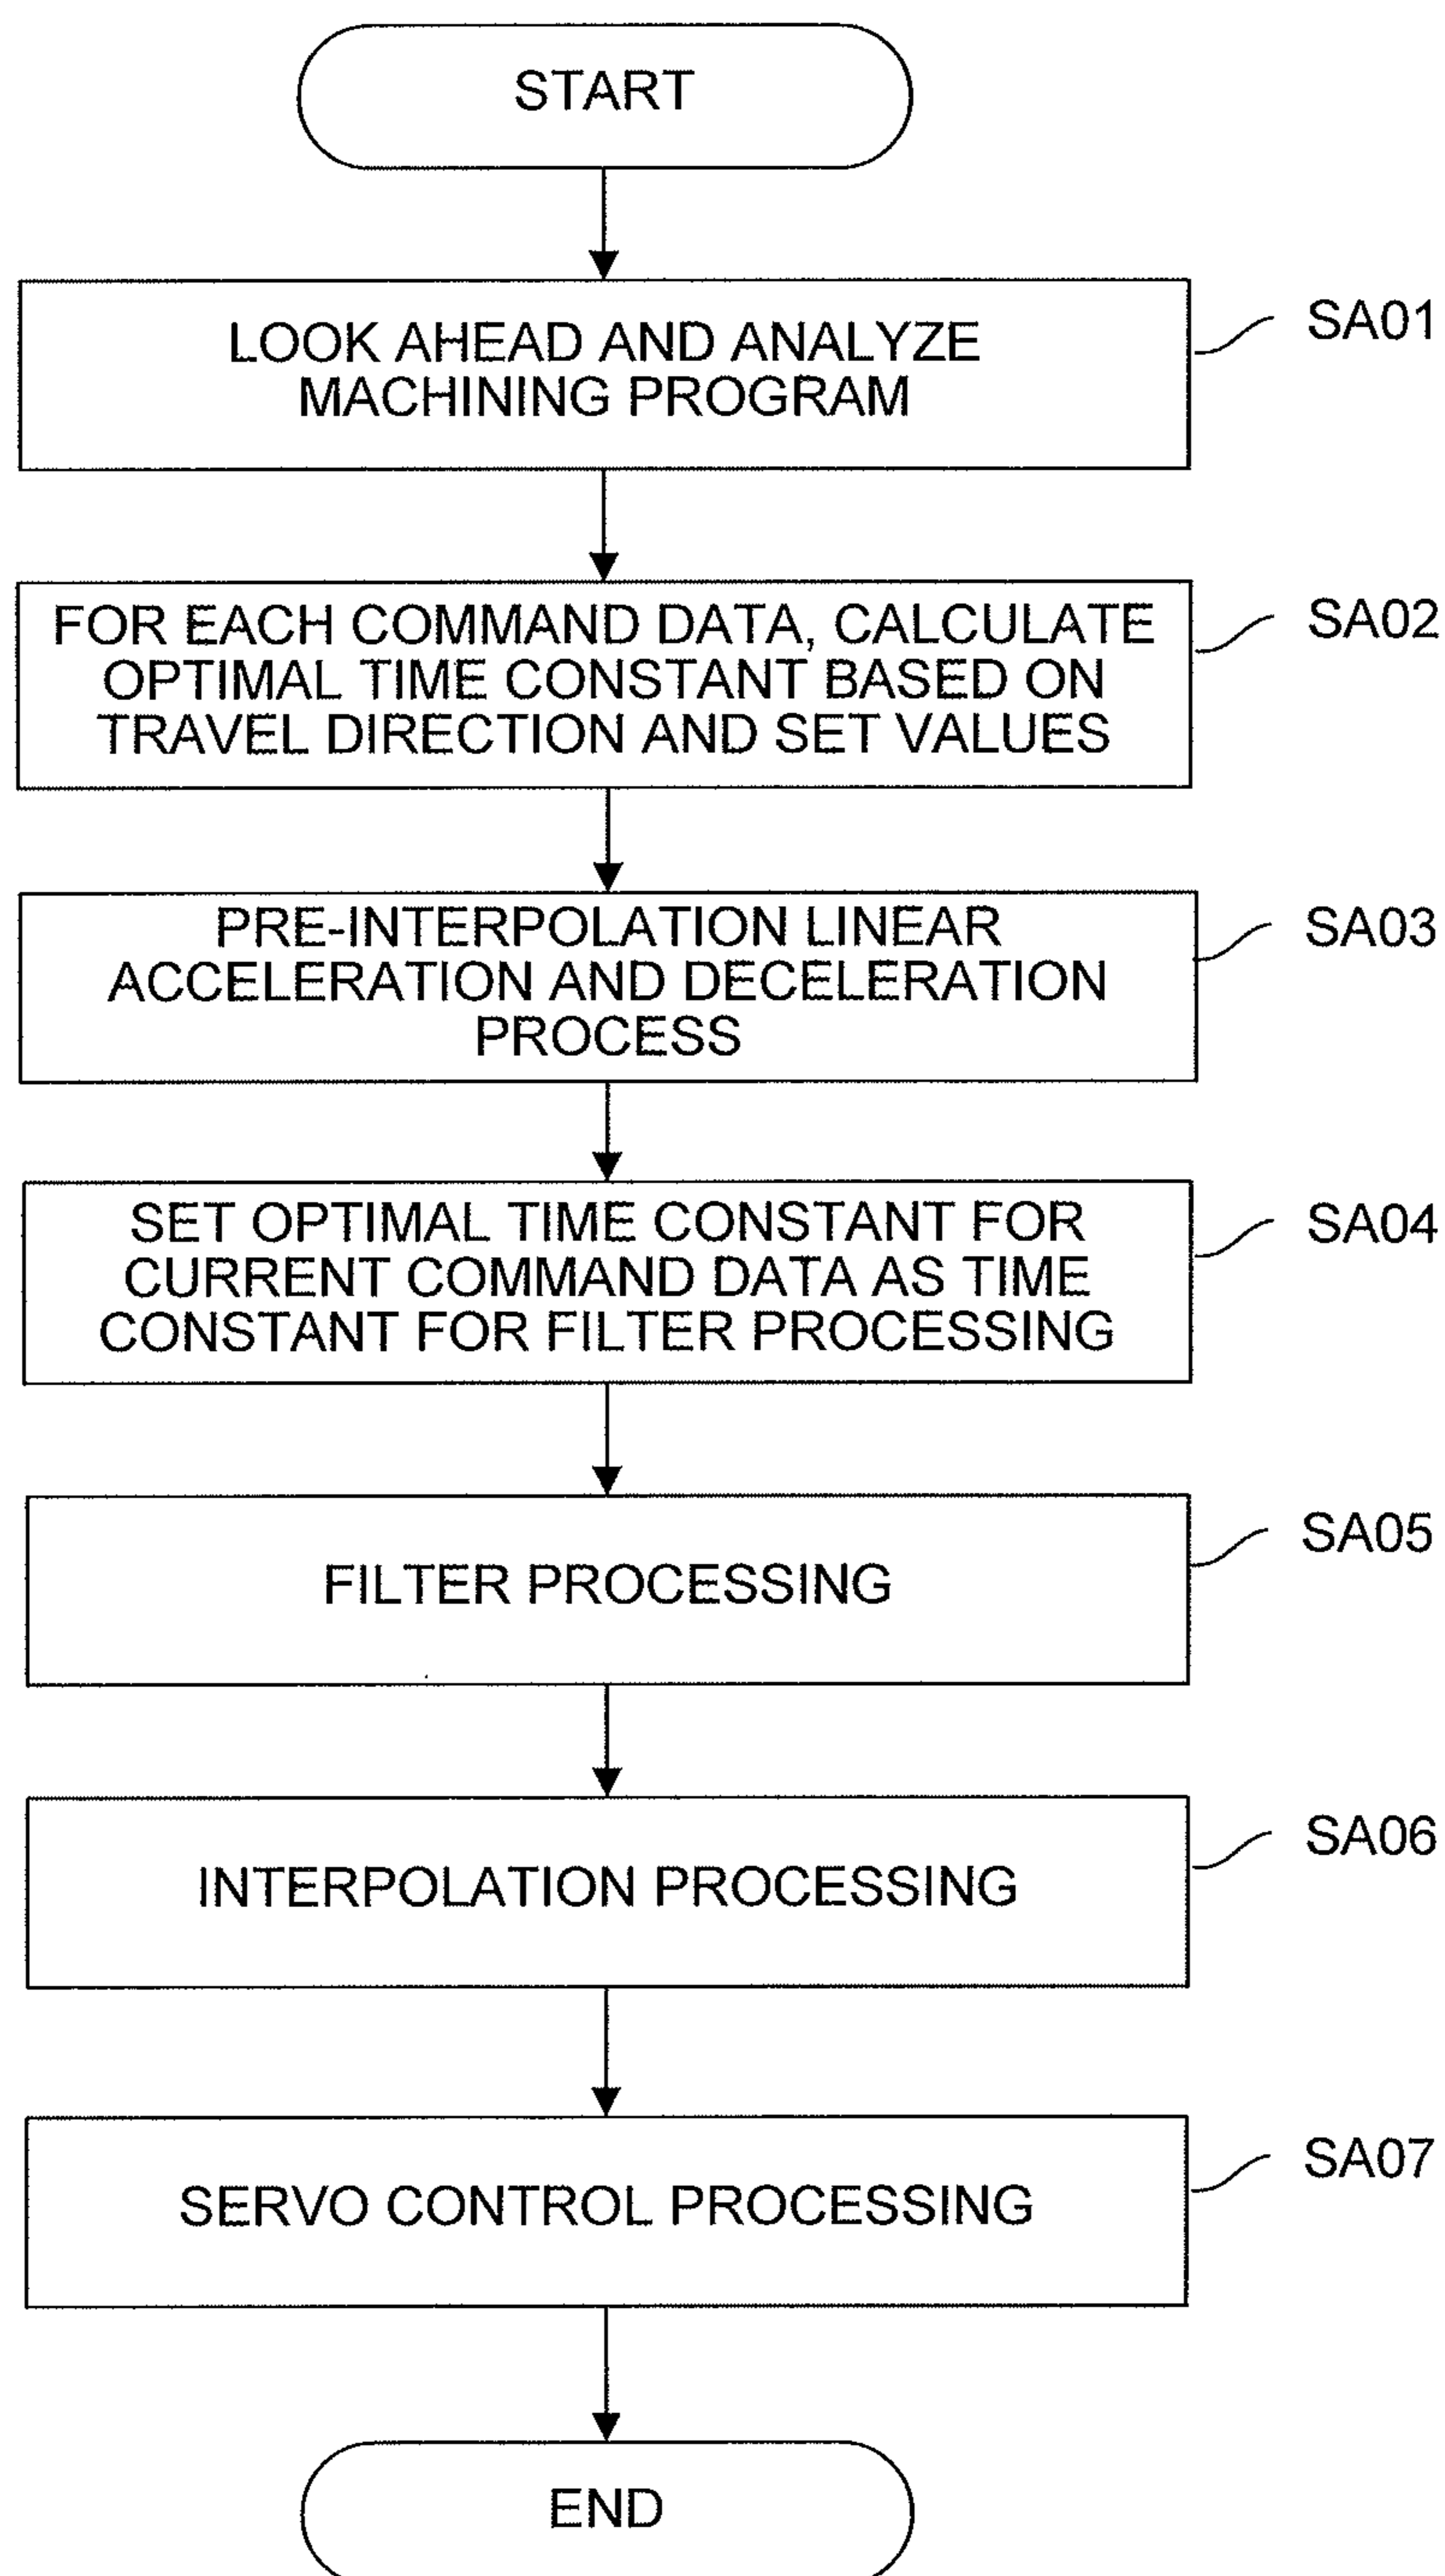 START
LOOK AHEAD AND ANALYZE
MACHINING PROGRAM
SA01
FOR EACH COMMAND DATA, CALCULATE
OPTIMAL TIME CONSTANT BASED ON
TRAVEL DIRECTION AND SET VALUES
SA02
PRE-INTERPOLATION LINEAR
ACCELERATION AND DECELERATION
PROCESS
SA03
SET OPTIMAL TIME CONSTANT FOR
CURRENT COMMAND DATA AS TIME
CONSTANT FOR FILTER PROCESSING
SA04
FILTER PROCESSING
SA05
INTERPOLATION PROCESSING
SA06
SERVO CONTROL PROCESSING
SA07
END